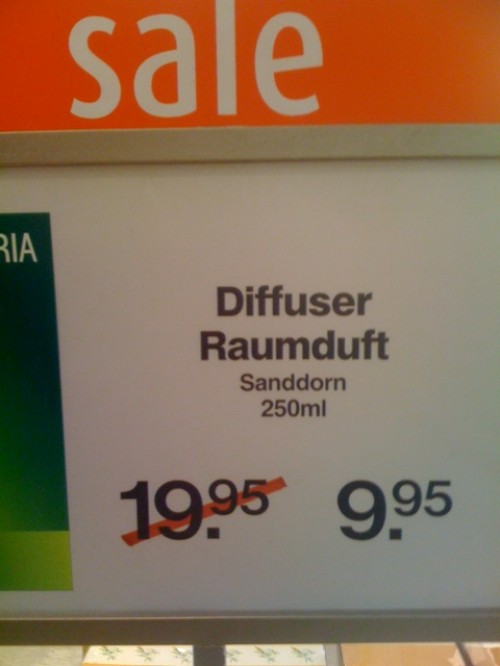 sale
RIA
Diffuser
Raumduft
Sanddorn
250ml
19.95 9.95